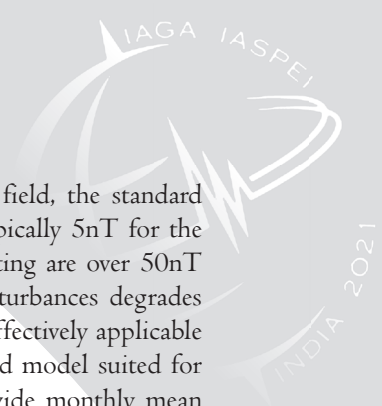 IAGA IASPEI
INDIA 2021
field, the standard
pically 5nT for the
ting are over 50nT
turbances degrades
ffectively applicable
d model suited for
vide monthly mean